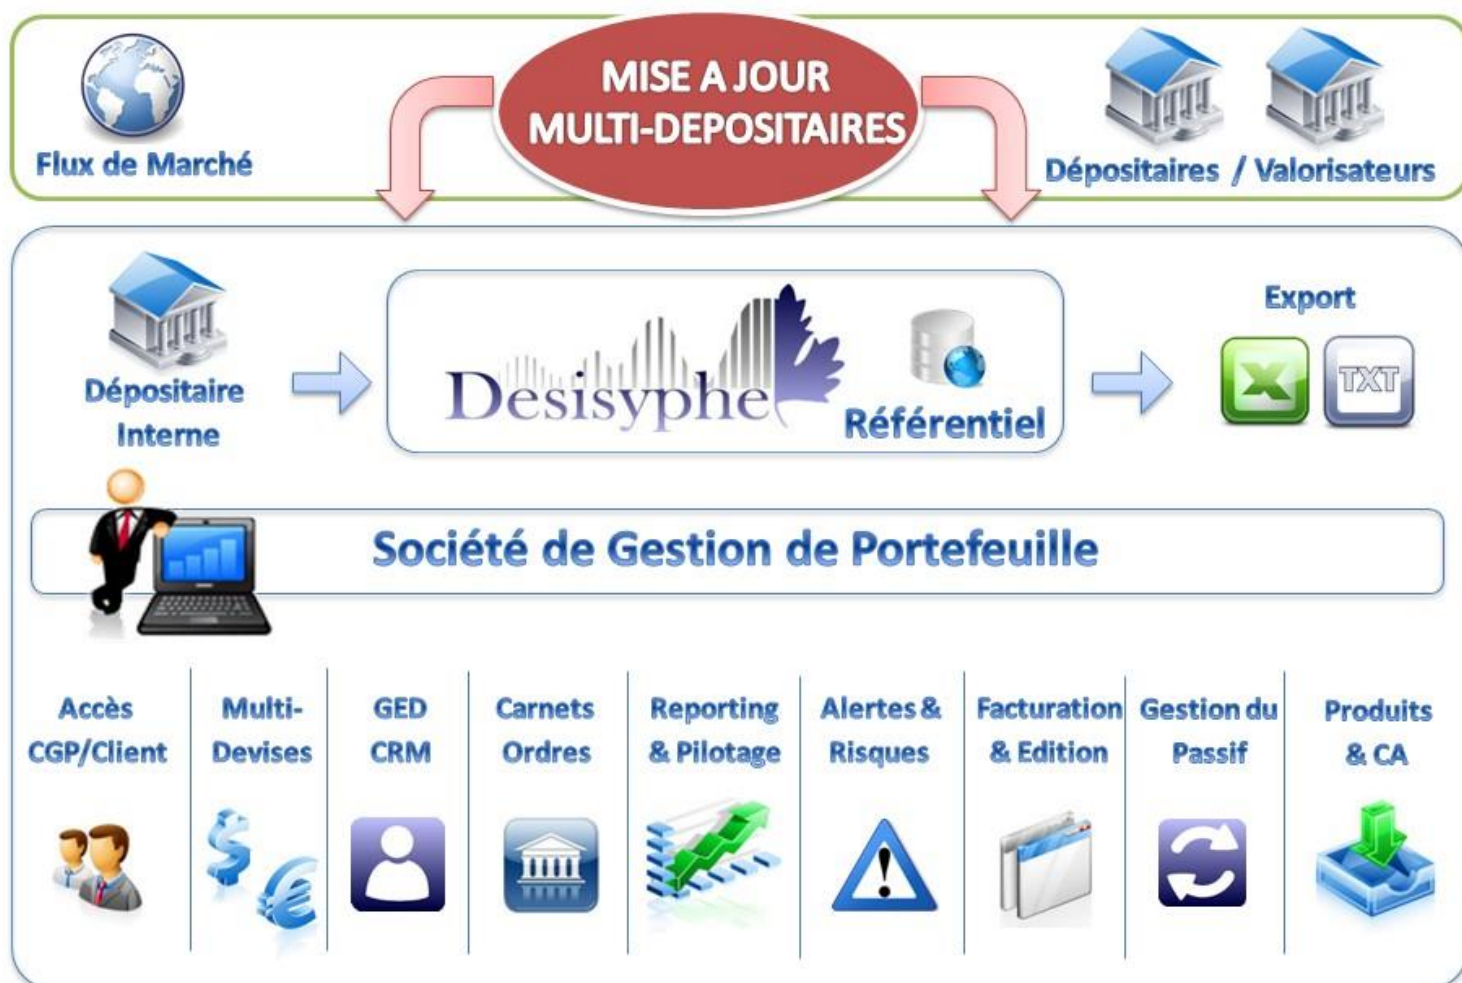 MISE A JOUR
MULTI-DEPOSITAIRES
Flux de Marché
Dépositaires / Valorisateurs
Dépositaire
Interne
Desisyphe
Référentiel
Export
X
TXT
Société de Gestion de Portefeuille
Accès
CGP/Client
Multi-
Devises
GED
CRM
Carnets
Ordres
Reporting
& Pilotage
Alertes &
Risques
Facturation
& Edition
Gestion du
Passif
Produits
& CA